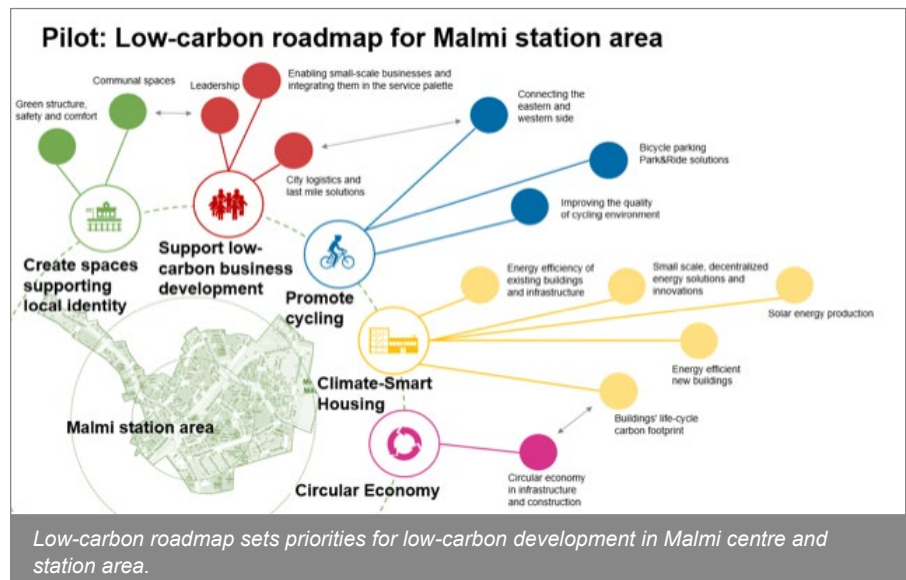 Pilot: Low-carbon roadmap for Malmi station area
Green structure,
safety and comfort
Communal spaces
Leadership
Enabling small-scale businesses and
integrating them in the service palette
City logistics and
last mile solutions
Connecting the
eastern and
western side
Bicycle parking
Park&Ride solutions
Improving the quality
of cycling environment
Create spaces
supporting
local identity
Support low-
carbon business
development
Promote
cycling
Energy efficiency of
existing buildings
and infrastructure
Small scale, decentralized
energy solutions and
innovations
Solar energy production
Energy efficient
new buildings
Buildings' life-cycle
carbon footprint
Climate-Smart
Housing
Malmi station area
Circular Economy
Circular economy
in infrastructure
and construction
Low-carbon roadmap sets priorities for low-carbon development in Malmi centre and
station area.